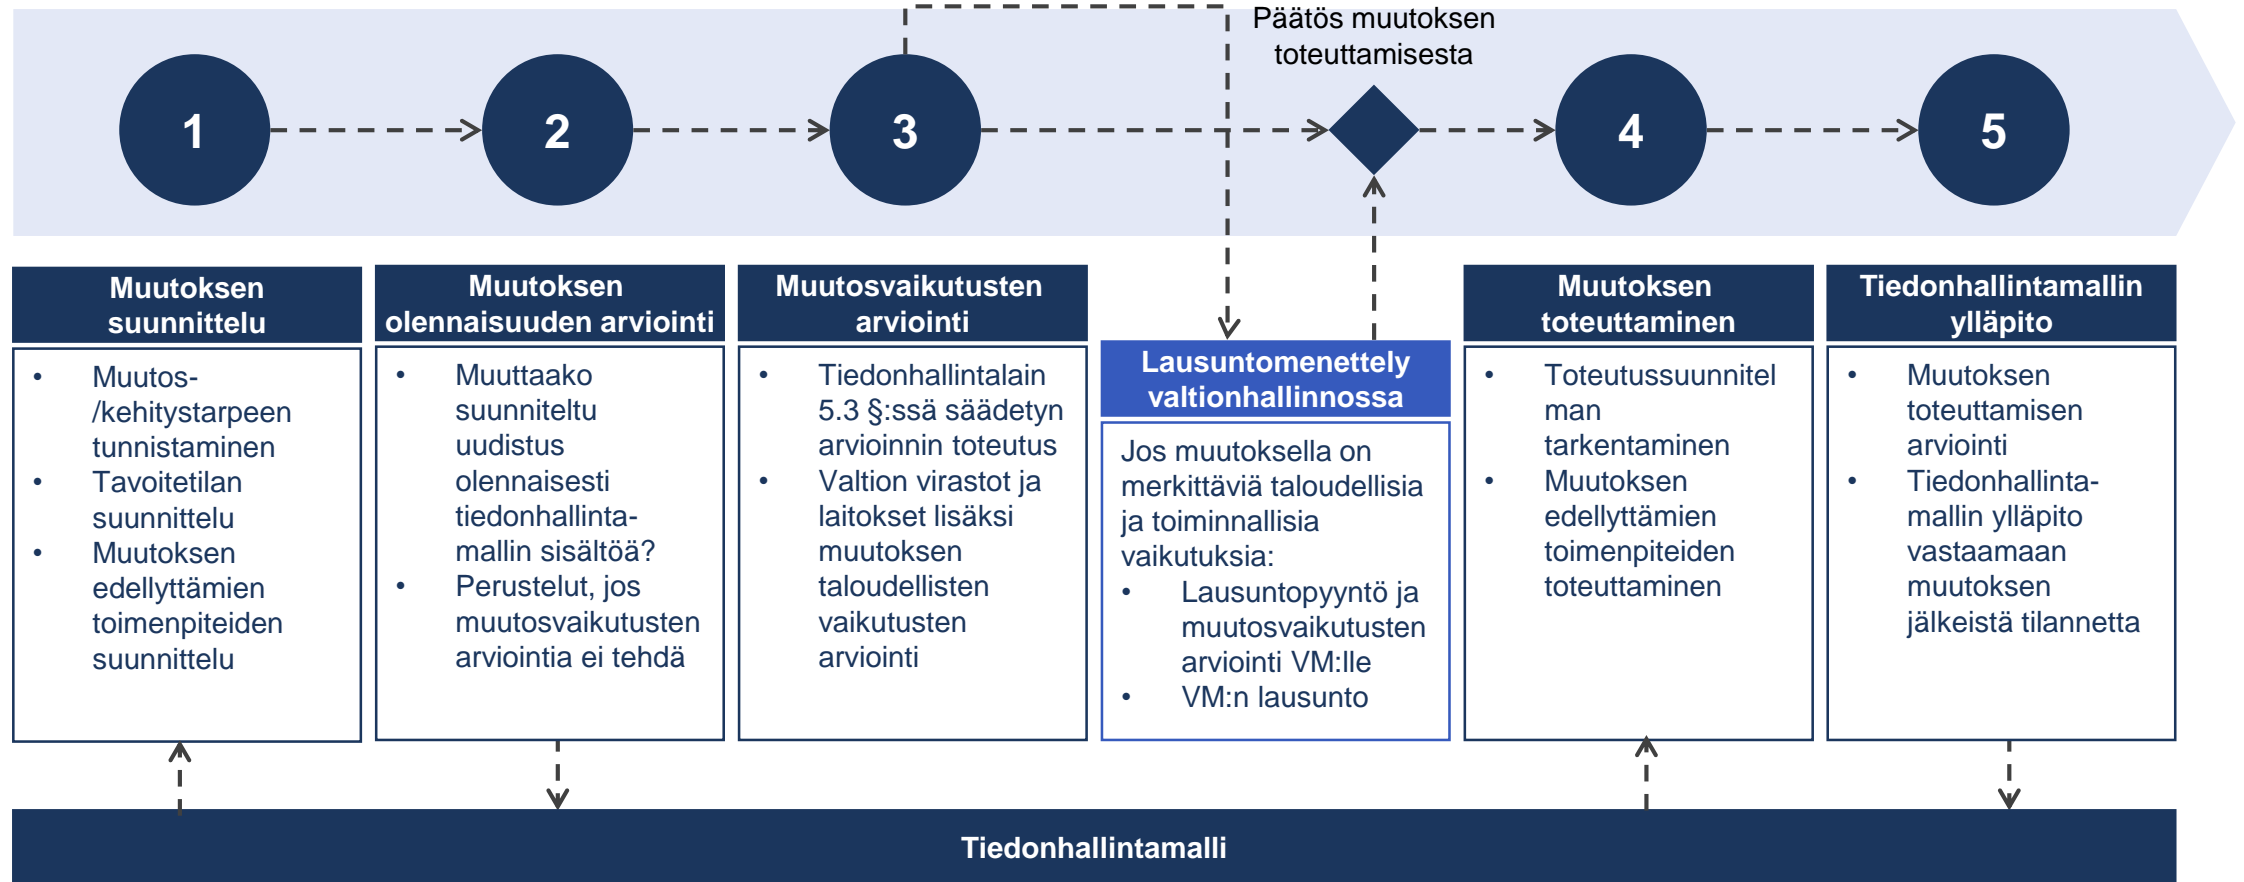 Päätös muutoksen
toteuttamisesta
1
2
3
4
5
Muutoksen
suunnittelu
• Muutos-
/kehitystarpeen
tunnistaminen
• Tavoitetilan
suunnittelu
• Muutoksen
edellyttämien
toimenpiteiden
suunnittelu
Muutoksen
olennaisuuden arviointi
• Muuttaako
suunniteltu
uudistus
olennaisesti
tiedonhallinta-
mallin sisältöä?
• Perustelut, jos
muutosvaikutusten
arviointia ei tehdä
Muutosvaikutusten
arviointi
• Tiedonhallintalain
5.3 §:ssä säädetyn
arvioinnin toteutus
• Valtion virastot ja
laitokset lisäksi
muutoksen
taloudellisten
vaikutusten
arviointi
Lausuntomenettely
valtionhallinnossa
Jos muutoksella on
merkittäviä taloudellisia
ja toiminnallisia
vaikutuksia:
• Lausuntopyyntö ja
muutosvaikutusten
arviointi VM:lle
• VM:n lausunto
Muutoksen
toteuttaminen
• Toteutussuunnitel
man
tarkentaminen
• Muutoksen
edellyttämien
toimenpiteiden
toteuttaminen
Tiedonhallintamallin
ylläpito
• Muutoksen
toteuttamisen
arviointi
• Tiedonhallinta-
mallin ylläpito
vastaamaan
muutoksen
jälkeistä tilannetta
Tiedonhallintamalli